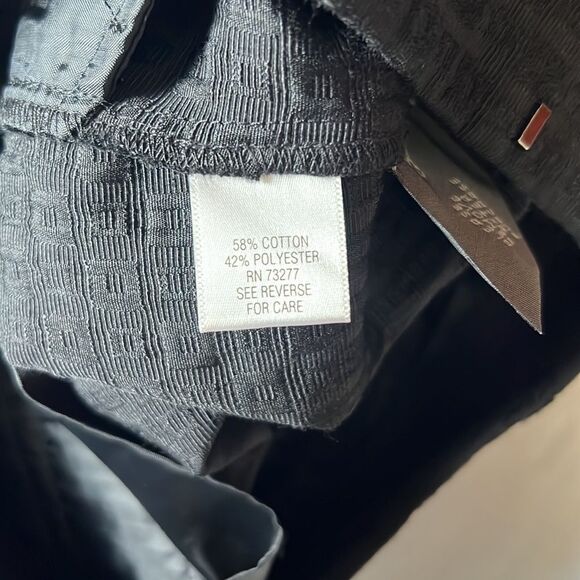 58% COTTON
42% POLYESTER
RN 73277
SEE REVERSE
FOR CARE